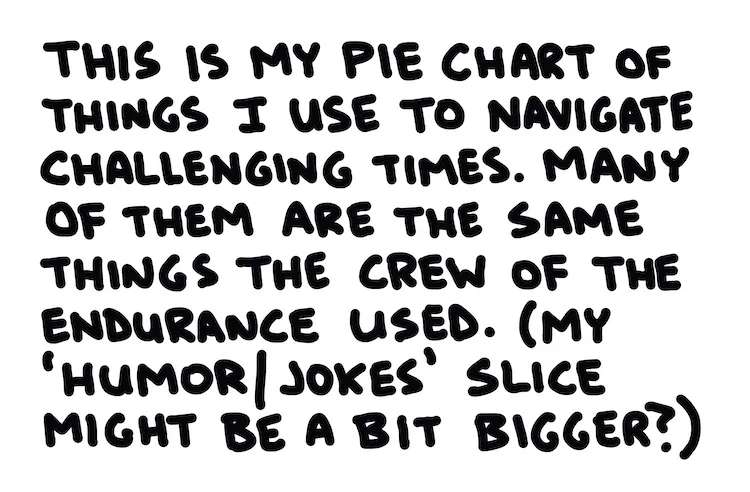 THIS IS MY PIE CHART OF
THINGS I USE TO NAVIGATE
CHALLENGING TIMES. MANY
OF THEM ARE THE SAME
THINGS THE CREW OF THE
ENDURANCE USED. (MY
'HUMOR/JOKES' SLICE
MIGHT BE A BIT BIGGER?)